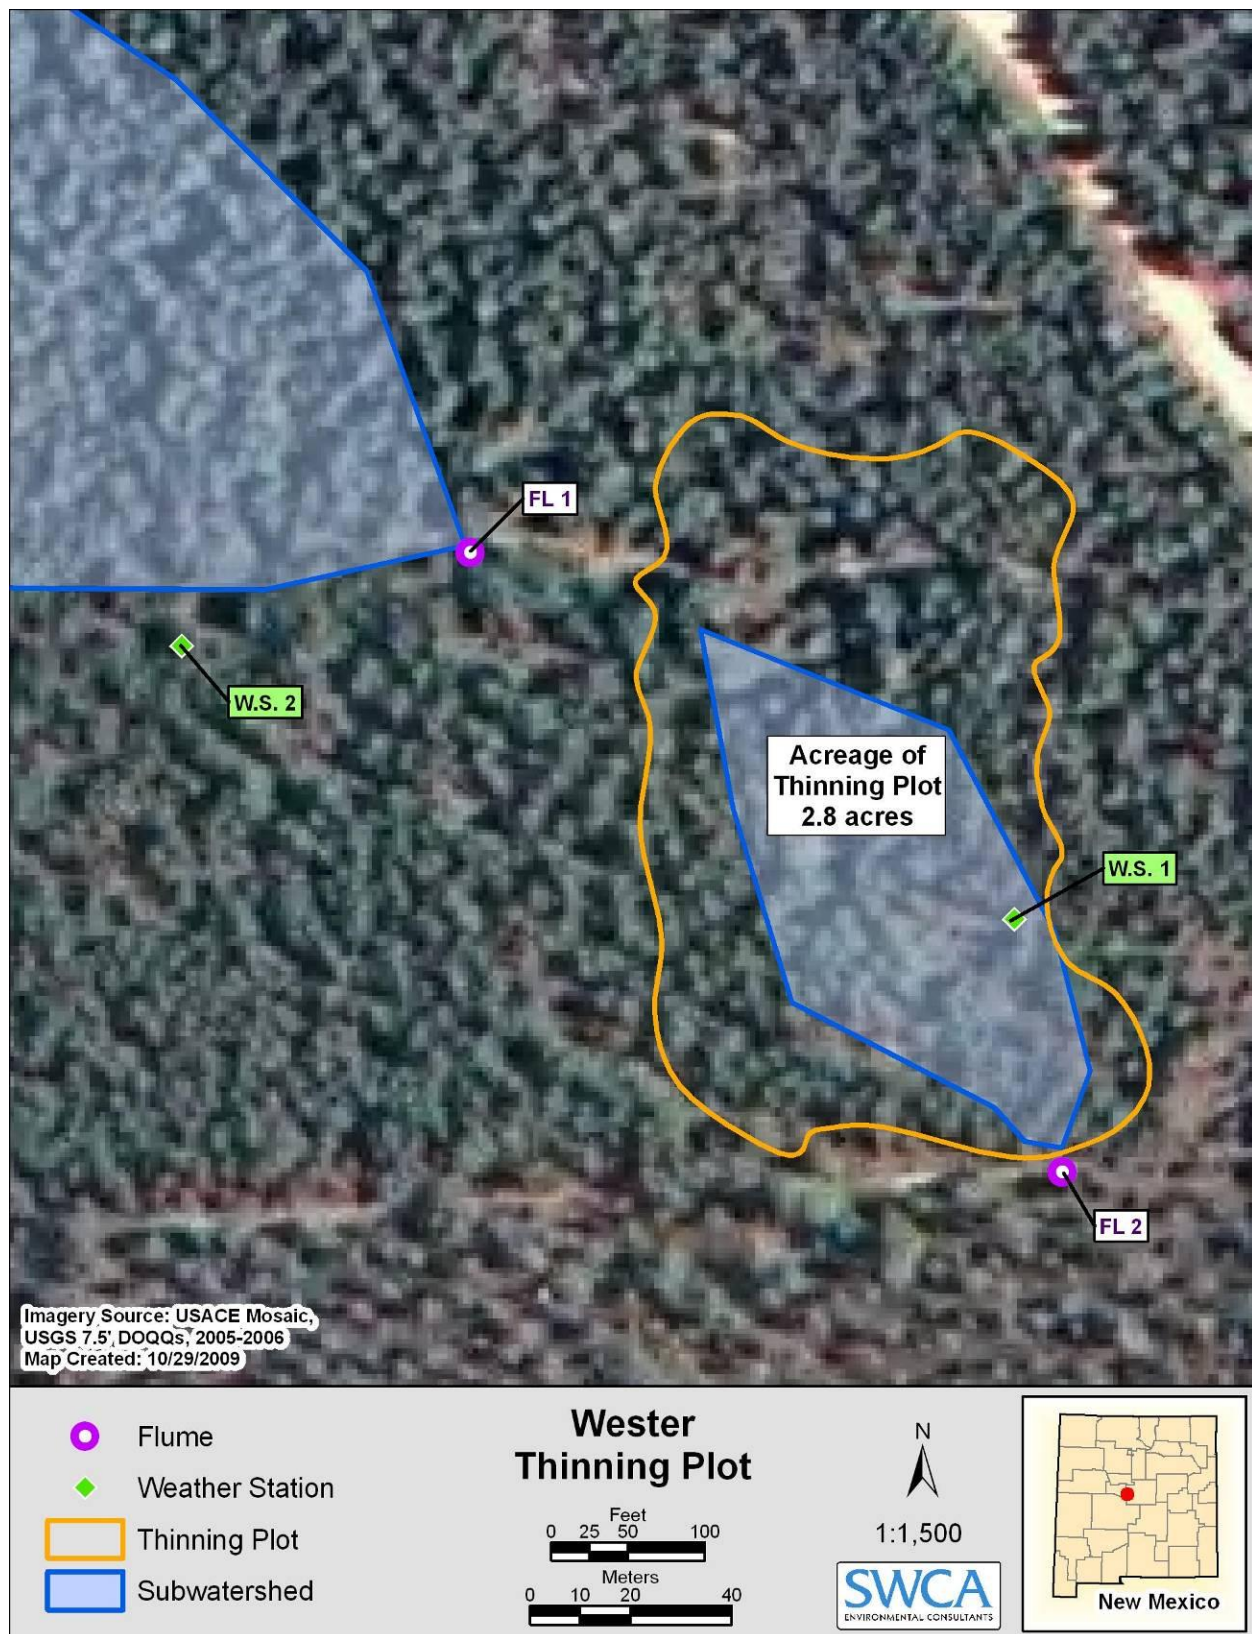 FL 1
W.S. 2
Acreage of
Thinning Plot
2.8 acres
W.S. 1
FL 2
Imagery Source: USACE Mosaic,
USGS 7.5' DOQQs, 2005-2006
Map Created: 10/29/2009
Flume
Weather Station
Thinning Plot
Subwatershed
Wester
Thinning Plot
Feet
0 25 50 100
Meters
0 10 20 40
N
1:1,500
SWCA
ENVIRONMENTAL CONSULTANTS
New Mexico